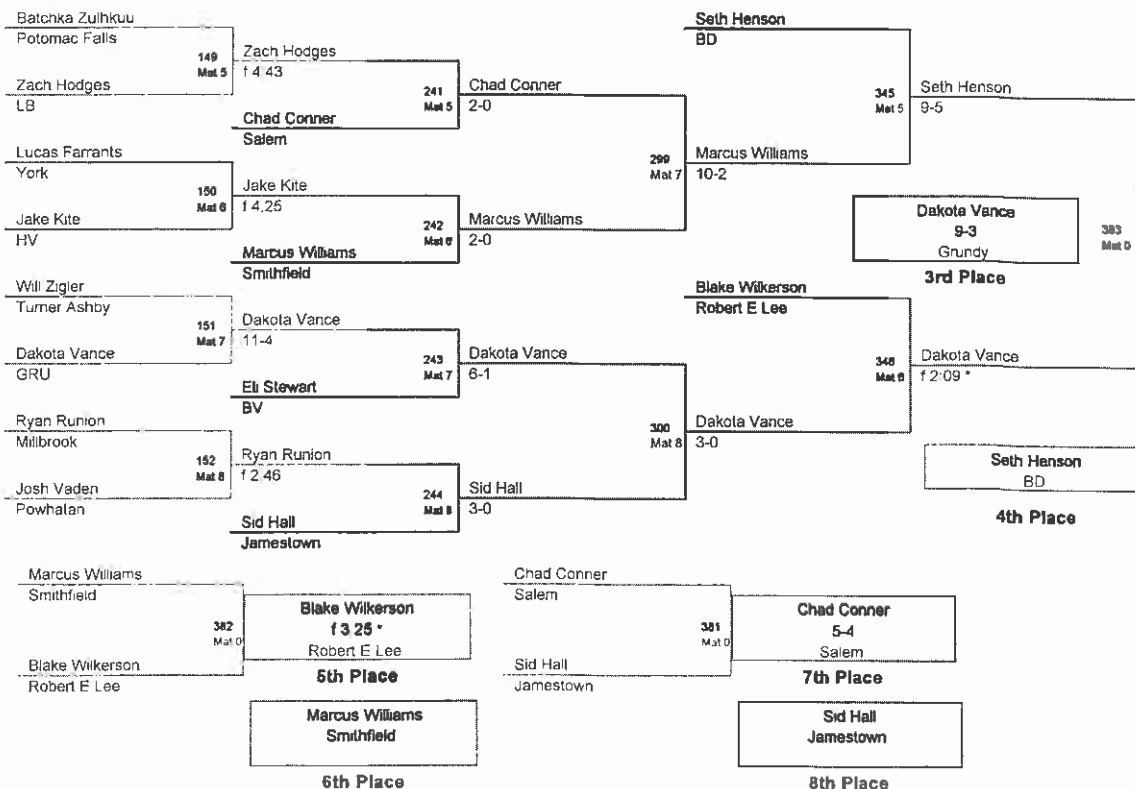 Batchka Zulhkuu
Potomac Falls
149
Mat 5
Zach Hodges
LB
Zach Hodges
f 4:43
Chad Conner
Salem
241
Mat 5
Chad Conner
2-0
Lucas Farrants
York
150
Mat 6
Jake Kite
HV
Jake Kite
f 4:25
Marcus Williams
Smithfield
242
Mat 6
Marcus Williams
2-0
299
Mat 7
Marcus Williams
10-2
Seth Henson
BD
345
Mat 5
Seth Henson
9-5
Dakota Vance
9-3
Grundy
3rd Place
383
Mat 0
Will Zigler
Turner Ashby
151
Mat 7
Dakota Vance
GRU
Dakota Vance
11-4
Eli Stewart
BV
243
Mat 7
Dakota Vance
6-1
Ryan Runion
Millbrook
152
Mat 8
Josh Vaden
Powhatan
Ryan Runion
f 2:46
Sid Hall
Jamestown
244
Mat 8
Sid Hall
3-0
300
Mat 8
Dakota Vance
3-0
Blake Wilkerson
Robert E Lee
346
Mat 6
Dakota Vance
f 2:09 *
Seth Henson
BD
4th Place
Marcus Williams
Smithfield
382
Mat 0
Blake Wilkerson
Robert E Lee
Blake Wilkerson
f 3:25 *
Robert E Lee
5th Place
Marcus Williams
Smithfield
6th Place
Chad Conner
Salem
381
Mat 0
Sid Hall
Jamestown
Chad Conner
5-4
Salem
7th Place
Sid Hall
Jamestown
8th Place